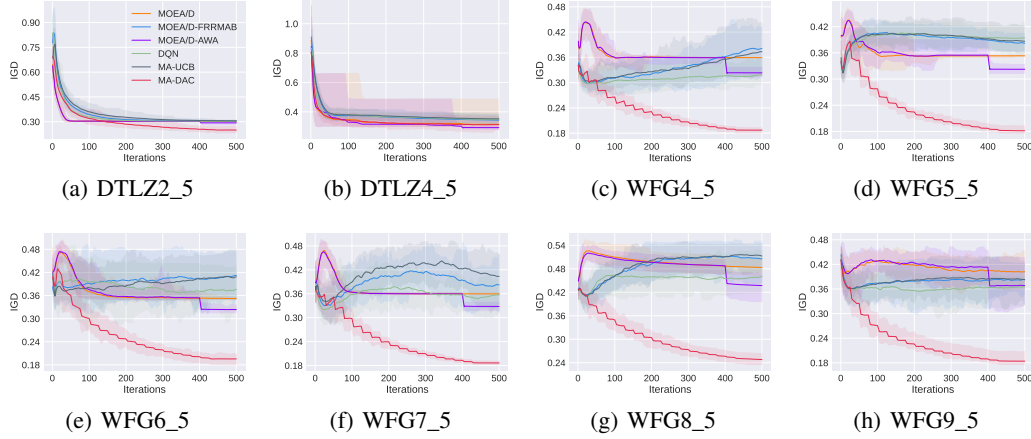 MOEA/D
MOEA/D-FRRMAB
MOEA/D-AWA
DQN
MA-UCB
MA-DAC
IGD
0.90
0.75
0.60
0.45
0.30
0 100 200 300 400 500
Iterations
(a) DTLZ2_5
IGD
1.0
0.8
0.6
0.4
0 100 200 300 400 500
Iterations
(b) DTLZ4_5
IGD
0.48
0.42
0.36
0.30
0.24
0.18
0 100 200 300 400 500
Iterations
(c) WFG4_5
IGD
0.42
0.36
0.30
0.24
0.18
0 100 200 300 400 500
Iterations
(d) WFG5_5
IGD
0.48
0.42
0.36
0.30
0.24
0.18
0 100 200 300 400 500
Iterations
(e) WFG6_5
IGD
0.48
0.42
0.36
0.30
0.24
0.18
0 100 200 300 400 500
Iterations
(f) WFG7_5
IGD
0.54
0.48
0.42
0.36
0.30
0.24
0 100 200 300 400 500
Iterations
(g) WFG8_5
IGD
0.48
0.42
0.36
0.30
0.24
0.18
0 100 200 300 400 500
Iterations
(h) WFG9_5